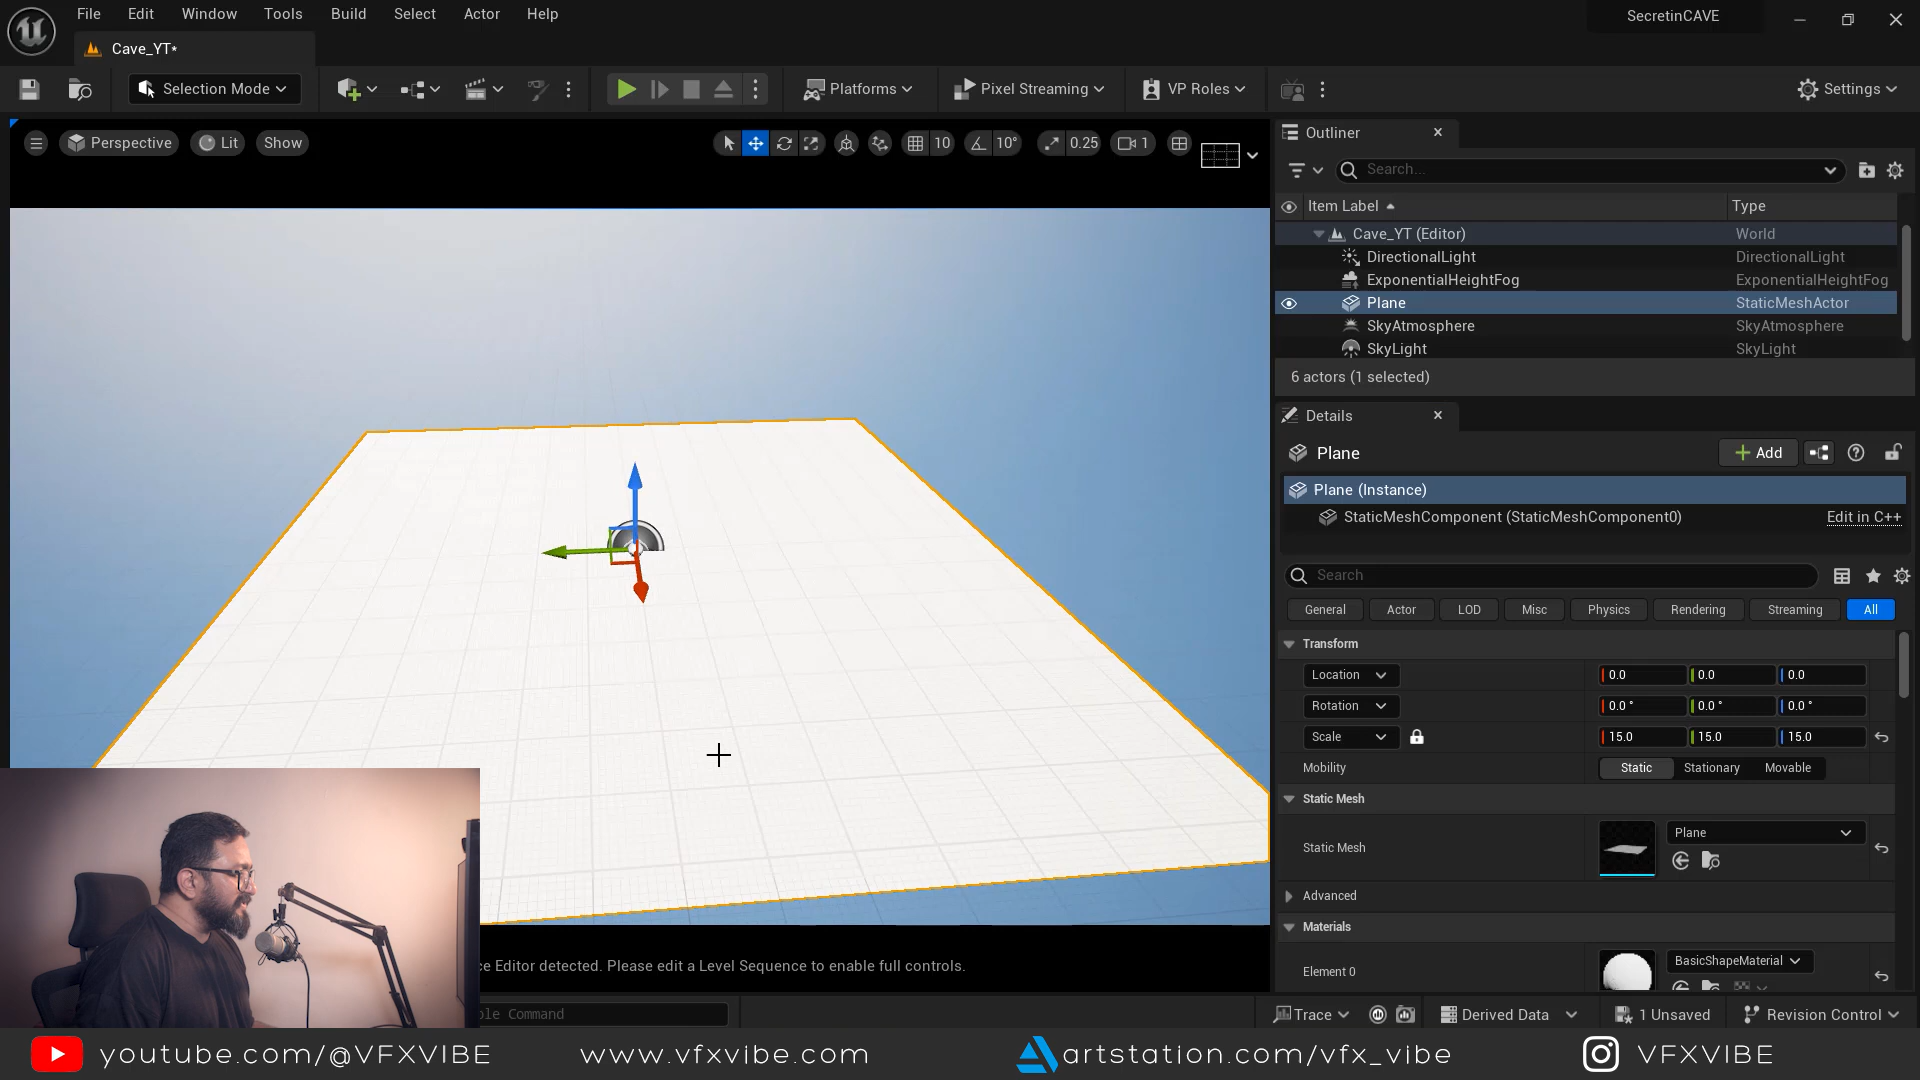 File Edit Window Tools Build Select Actor Help
SecretinCAVE
Cave_YT*
Selection Mode
Platforms
Pixel Streaming
VP Roles
Settings
Perspective Lit Show
10 10° 0.25 1
Outliner
Search...
Item Label Type
Cave_YT (Editor) World
DirectionalLight DirectionalLight
ExponentialHeightFog ExponentialHeightFog
Plane StaticMeshActor
SkyAtmosphere SkyAtmosphere
SkyLight SkyLight
6 actors (1 selected)
Details
Plane
Add
Plane (Instance)
StaticMeshComponent (StaticMeshComponent0) Edit in C++
Search
General Actor LOD Misc Physics Rendering Streaming All
Transform
Location 0.0 0.0 0.0
Rotation 0.0 ° 0.0 ° 0.0 °
Scale 15.0 15.0 15.0
Mobility Static Stationary Movable
Static Mesh
Static Mesh Plane
Advanced
Materials
Element 0 BasicShapeMaterial
ce Editor detected. Please edit a Level Sequence to enable full controls.
ole Command
Trace Derived Data 1 Unsaved Revision Control
youtube.com/@VFXVIBE www.vfxvibe.com artstation.com/vfx_vibe VFXVIBE